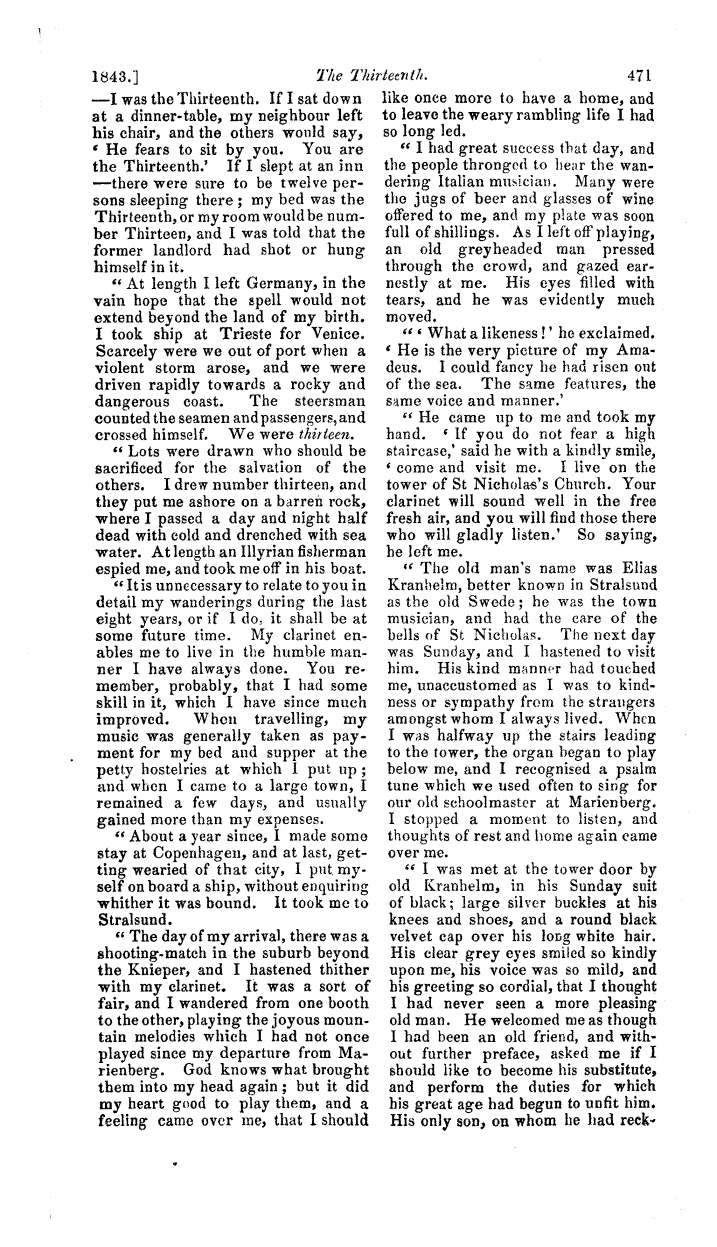 1843.] The Thirteenth. 471
—I was the Thirteenth. If I sat down
at a dinner-table, my neighbour left
his chair, and the others would say,
‘ He fears to sit by you. You are
the Thirteenth.’ If I slept at an inn
—there were sure to be twelve per-
sons sleeping there; my bed was the
Thirteenth, or my room would be num-
ber Thirteen, and I was told that the
former landlord had shot or hung
himself in it.
“ At length I left Germany, in the
vain hope that the spell would not
extend beyond the land of my birth.
I took ship at Trieste for Venice.
Scarcely were we out of port when a
violent storm arose, and we were
driven rapidly towards a rocky and
dangerous coast. The steersman
counted the seamen and passengers, and
crossed himself. We were thirteen.
“ Lots were drawn who should be
sacrificed for the salvation of the
others. I drew number thirteen, and
they put me ashore on a barren rock,
where I passed a day and night half
dead with cold and drenched with sea
water. At length an Illyrian fisherman
espied me, and took me off in his boat.
“ It is unnecessary to relate to you in
detail my wanderings during the last
eight years, or if I do, it shall be at
some future time. My clarinet en-
ables me to live in the humble man-
ner I have always done. You re-
member, probably, that I had some
skill in it, which I have since much
improved. When travelling, my
music was generally taken as pay-
ment for my bed and supper at the
petty hostelries at which I put up;
and when I came to a large town, I
remained a few days, and usually
gained more than my expenses.
“ About a year since, I made some
stay at Copenhagen, and at last, get-
ting wearied of that city, I put my-
self on board a ship, without enquiring
whither it was bound. It took me to
Stralsund.
“ The day of my arrival, there was a
shooting-match in the suburb beyond
the Knieper, and I hastened thither
with my clarinet. It was a sort of
fair, and I wandered from one booth
to the other, playing the joyous moun-
tain melodies which I had not once
played since my departure from Ma-
rienberg. God knows what brought
them into my head again; but it did
my heart good to play them, and a
feeling came over me, that I should
like once more to have a home, and
to leave the weary rambling life I had
so long led.
“ I had great success that day, and
the people thronged to hear the wan-
dering Italian musician. Many were
the jugs of beer and glasses of wine
offered to me, and my plate was soon
full of shillings. As I left off playing,
an old greyheaded man pressed
through the crowd, and gazed ear-
nestly at me. His eyes filled with
tears, and he was evidently much
moved.
“ ‘ What a likeness!’ he exclaimed.
‘ He is the very picture of my Ama-
deus. I could fancy he had risen out
of the sea. The same features, the
same voice and manner.’
“ He came up to me and took my
hand. ‘ If you do not fear a high
staircase,’ said he with a kindly smile,
‘ come and visit me. I live on the
tower of St Nicholas's Church. Your
clarinet will sound well in the free
fresh air, and you will find those there
who will gladly listen.’ So saying,
he left me.
“ The old man's name was Elias
Kranhelm, better known in Stralsund
as the old Swede; he was the town
musician, and had the care of the
bells of St Nicholas. The next day
was Sunday, and I hastened to visit
him. His kind manner had touched
me, unaccustomed as I was to kind-
ness or sympathy from the strangers
amongst whom I always lived. When
I was halfway up the stairs leading
to the tower, the organ began to play
below me, and I recognised a psalm
tune which we used often to sing for
our old schoolmaster at Marienberg.
I stopped a moment to listen, and
thoughts of rest and home again came
over me.
“ I was met at the tower door by
old Kranhelm, in his Sunday suit
of black; large silver buckles at his
knees and shoes, and a round black
velvet cap over his long white hair.
His clear grey eyes smiled so kindly
upon me, his voice was so mild, and
his greeting so cordial, that I thought
I had never seen a more pleasing
old man. He welcomed me as though
I had been an old friend, and with-
out further preface, asked me if I
should like to become his substitute,
and perform the duties for which
his great age had begun to unfit him.
His only son, on whom he had reck-